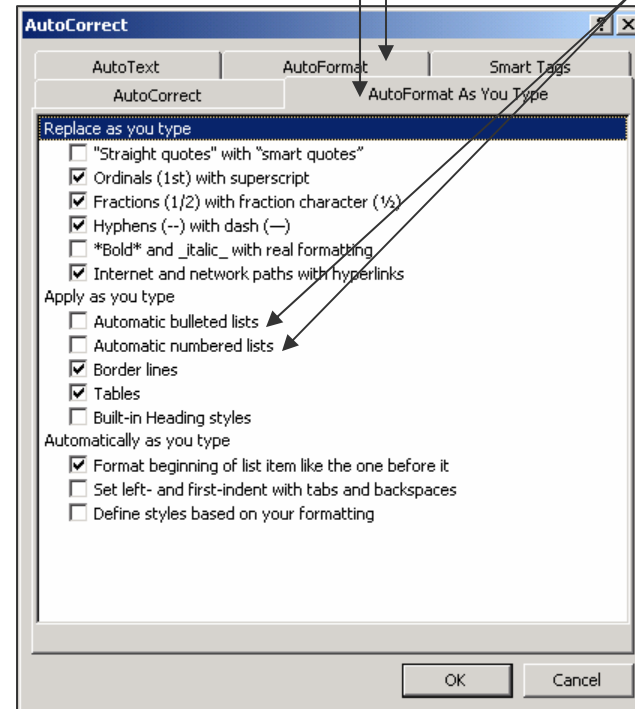 AutoCorrect
AutoText AutoFormat Smart Tags
AutoCorrect AutoFormat As You Type
Replace as you type
"Straight quotes" with “smart quotes”
Ordinals (1st) with superscript
Fractions (1/2) with fraction character (½)
Hyphens (--) with dash (—)
*Bold* and _italic_ with real formatting
Internet and network paths with hyperlinks
Apply as you type
Automatic bulleted lists
Automatic numbered lists
Border lines
Tables
Built-in Heading styles
Automatically as you type
Format beginning of list item like the one before it
Set left- and first-indent with tabs and backspaces
Define styles based on your formatting
OK Cancel